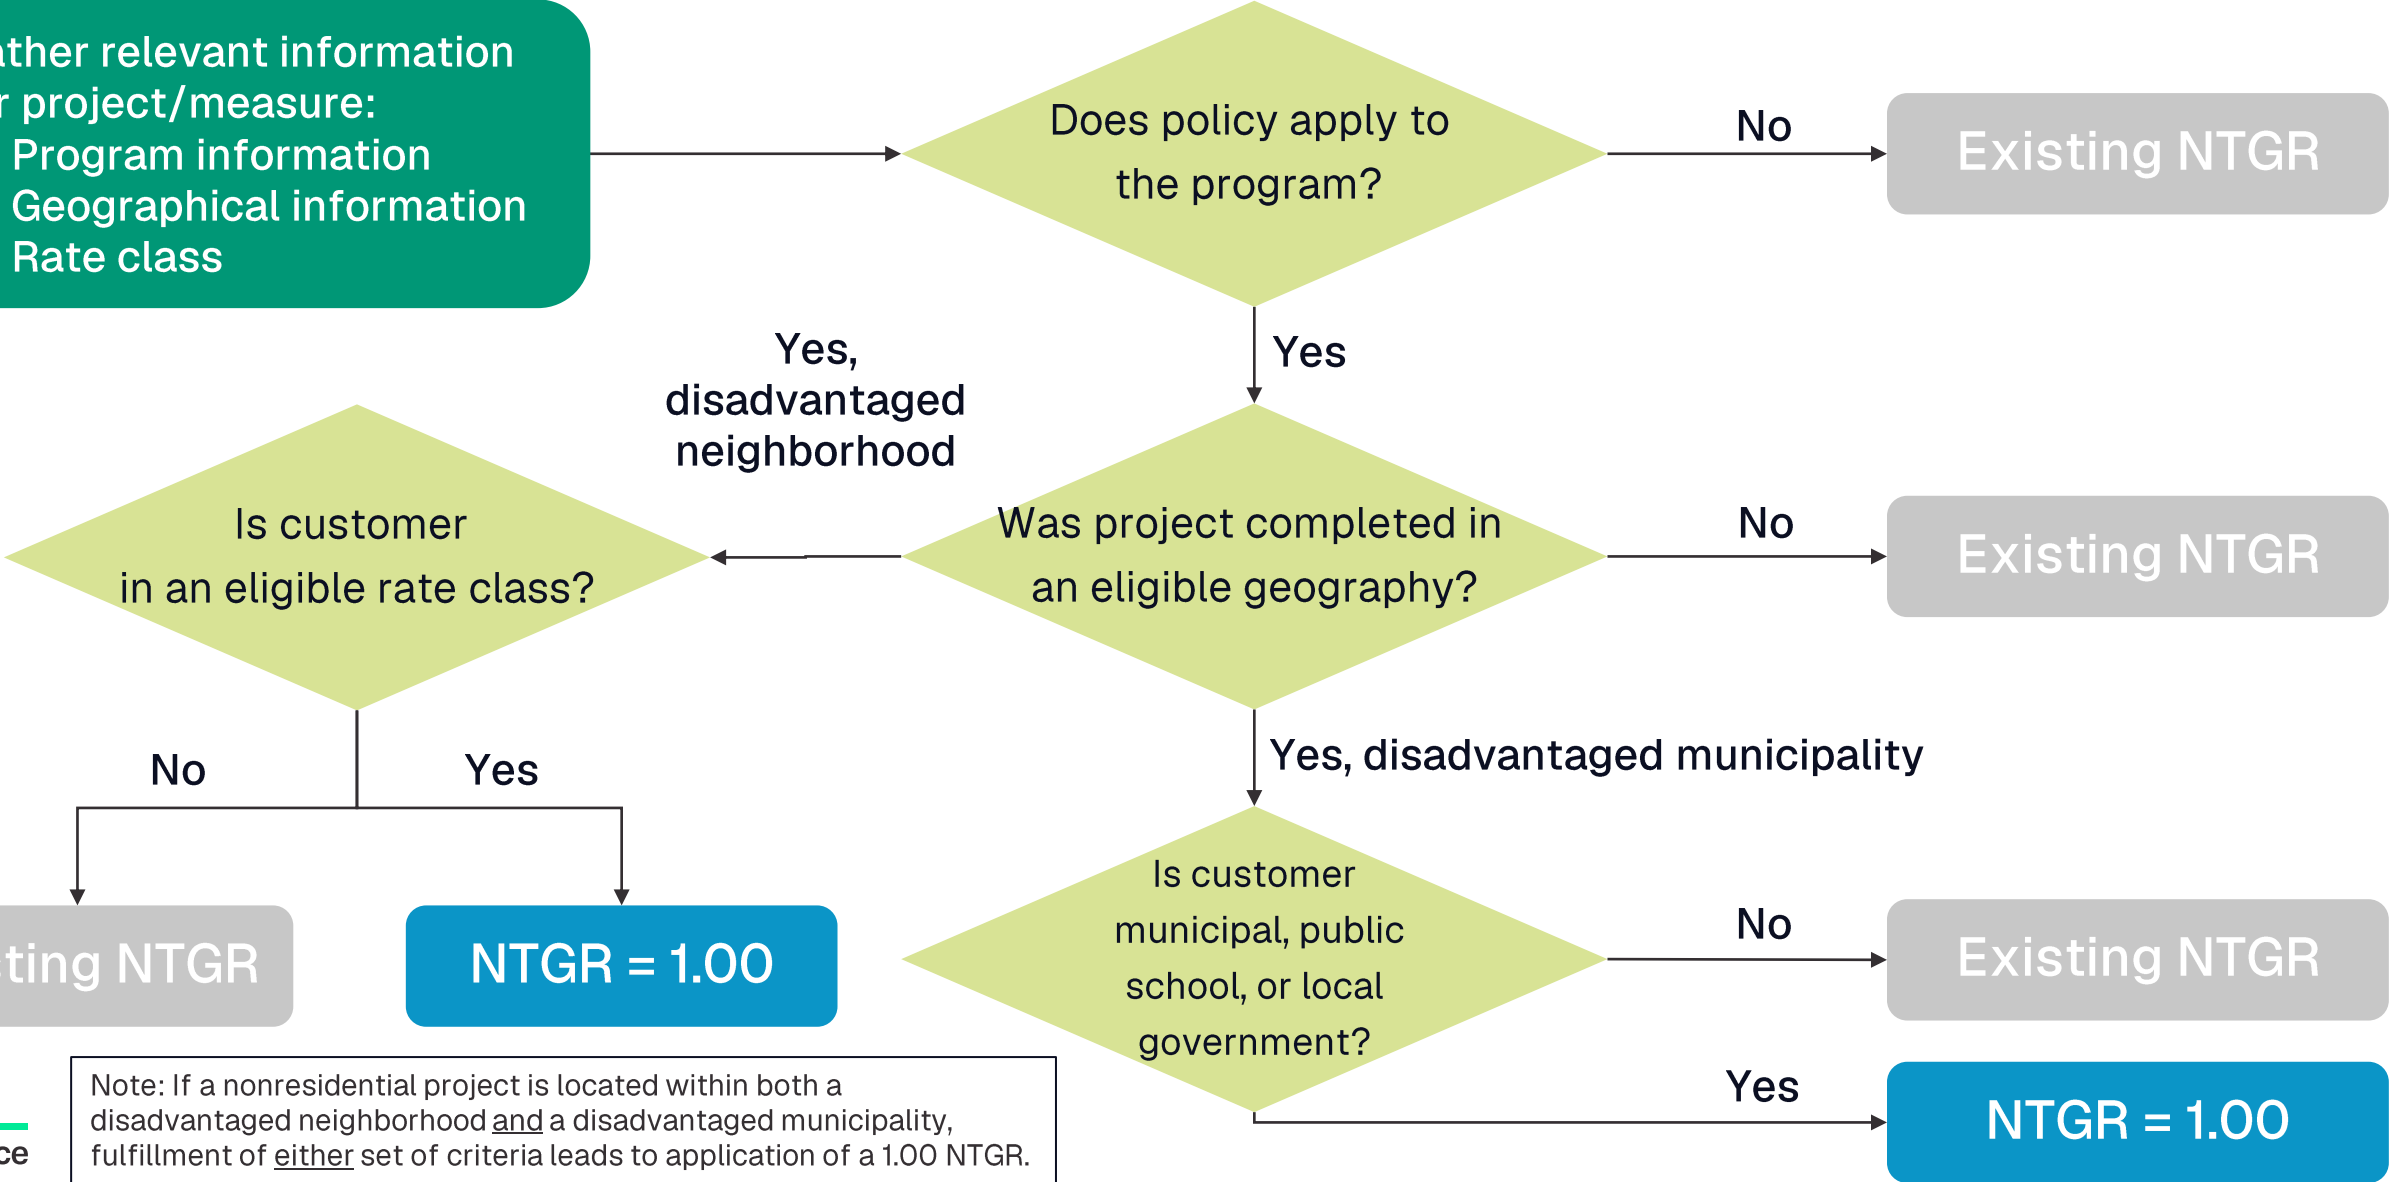 ather relevant information
r project/measure:
Program information
Geographical information
Rate class
Does policy apply to
the program?
No
Existing NTGR
Yes
Yes,
disadvantaged
neighborhood
Is customer
in an eligible rate class?
Was project completed in
an eligible geography?
No
Existing NTGR
No
Yes
Yes, disadvantaged municipality
sting NTGR
NTGR = 1.00
Is customer
municipal, public
school, or local
government?
No
Existing NTGR
Yes
NTGR = 1.00
Note: If a nonresidential project is located within both a
disadvantaged neighborhood and a disadvantaged municipality,
fulfillment of either set of criteria leads to application of a 1.00 NTGR.
ce